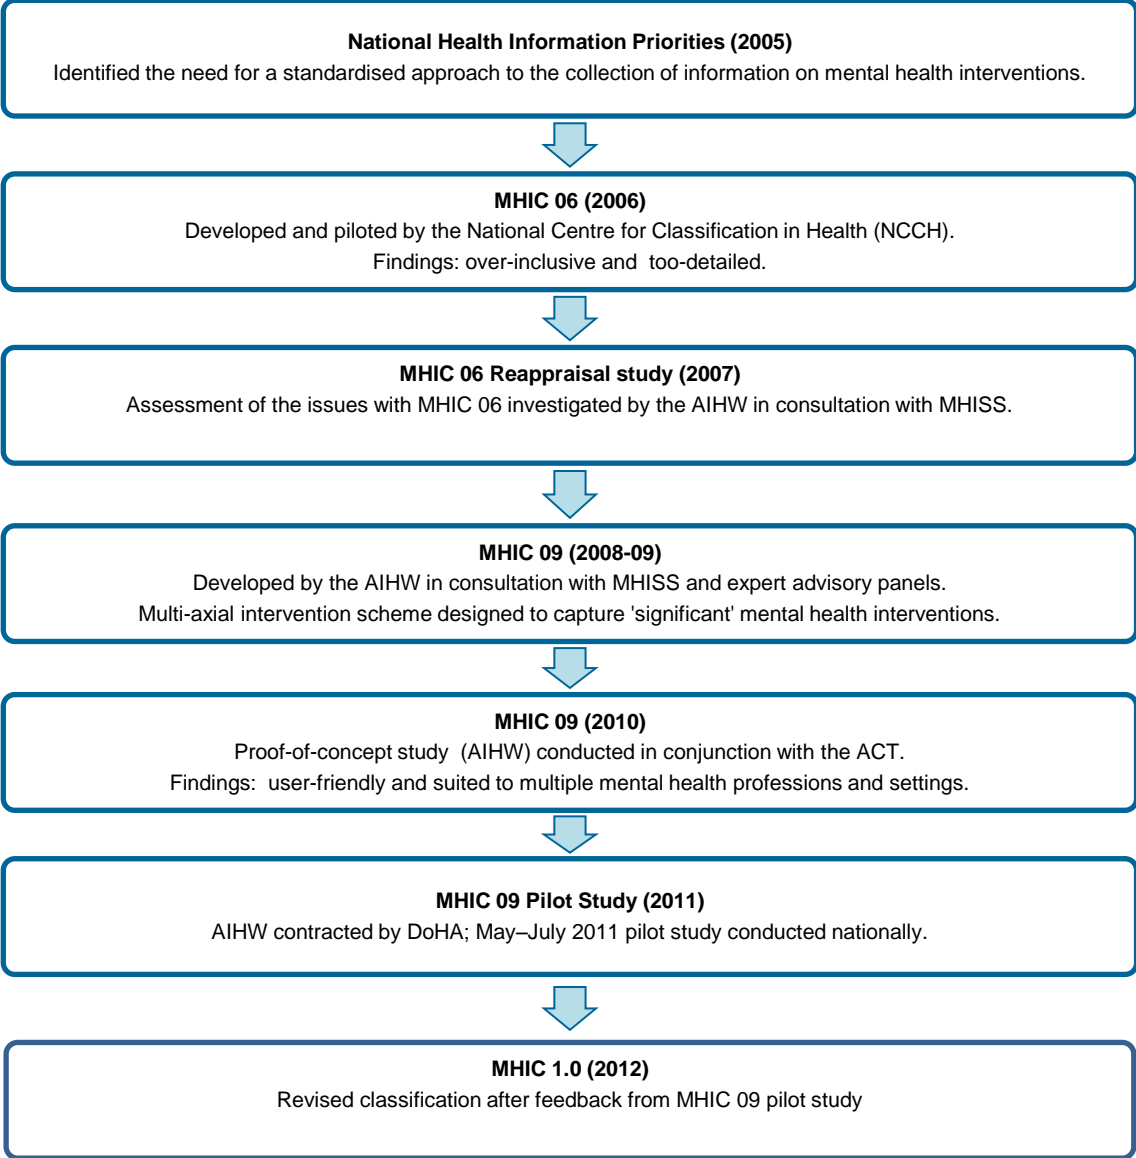 National Health Information Priorities (2005)
Identified the need for a standardised approach to the collection of information on mental health interventions.
MHIC 06 (2006)
Developed and piloted by the National Centre for Classification in Health (NCCH).
Findings: over-inclusive and too-detailed.
MHIC 06 Reappraisal study (2007)
Assessment of the issues with MHIC 06 investigated by the AIHW in consultation with MHISS.
MHIC 09 (2008-09)
Developed by the AIHW in consultation with MHISS and expert advisory panels.
Multi-axial intervention scheme designed to capture 'significant' mental health interventions.
MHIC 09 (2010)
Proof-of-concept study (AIHW) conducted in conjunction with the ACT.
Findings: user-friendly and suited to multiple mental health professions and settings.
MHIC 09 Pilot Study (2011)
AIHW contracted by DoHA; May–July 2011 pilot study conducted nationally.
MHIC 1.0 (2012)
Revised classification after feedback from MHIC 09 pilot study